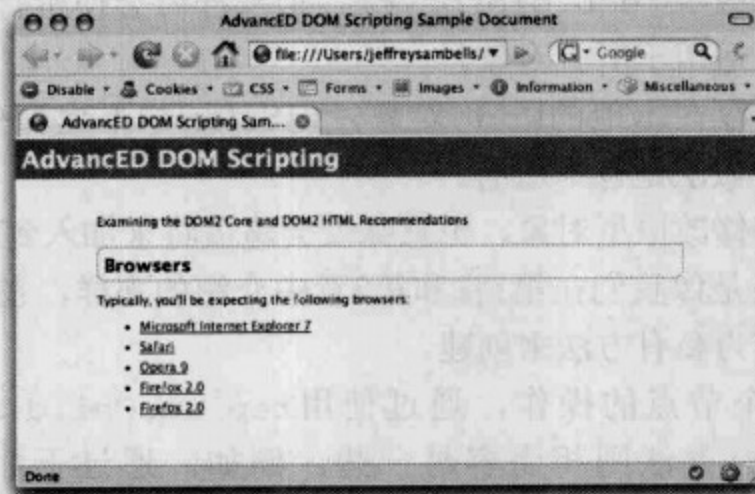 AdvancED DOM Scripting Sample Document
file:///Users/jeffreysambells/ Google
Disable Cookies CSS Forms Images Information Miscellaneous
AdvancED DOM Scripting Sam...
AdvancED DOM Scripting
Examining the DOM2 Core and DOM2 HTML Recommendations
Browsers
Typically, you'll be expecting the following browsers:
Microsoft Internet Explorer 7
Safari
Opera 9
Firefox 2.0
Firefox 2.0
Done